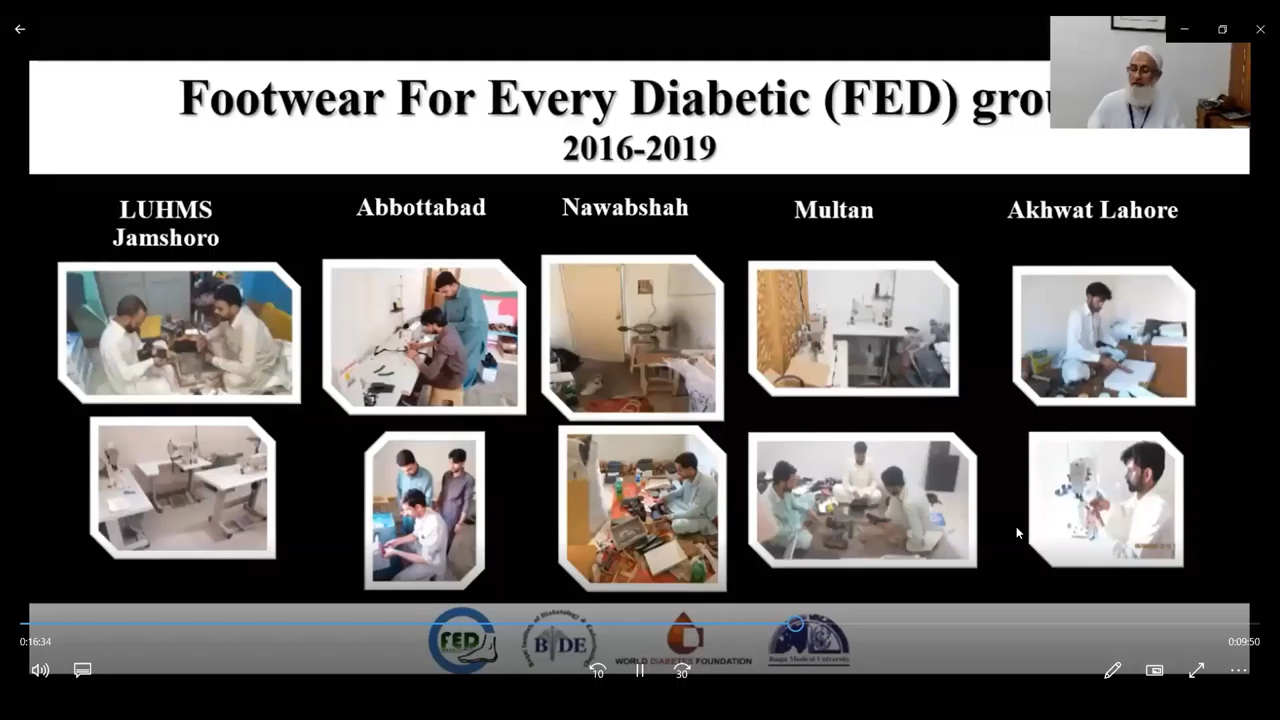 Footwear For Every Diabetic (FED) grou
2016-2019
LUHMS
Jamshoro
Abbottabad
Nawabshah
Multan
Akhwat Lahore
FED
BIDE
WORLD DIABETES FOUNDATION
Baqai Medical University
0:16:34
0:09:50
10
30